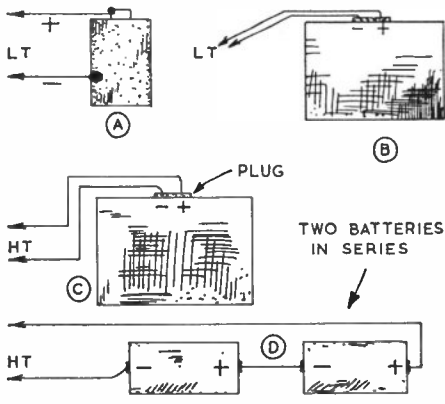 +
LT
−
A
LT
− +
B
PLUG
− +
HT
C
TWO BATTERIES
IN SERIES
D
HT
− + − +